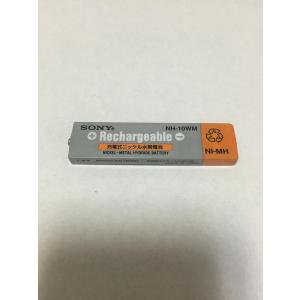 SONY
NH-10WM
+ Rechargeable −
充電式ニッケル水素電池
NICKEL-METAL HYDRIDE BATTERY
Ni-MH